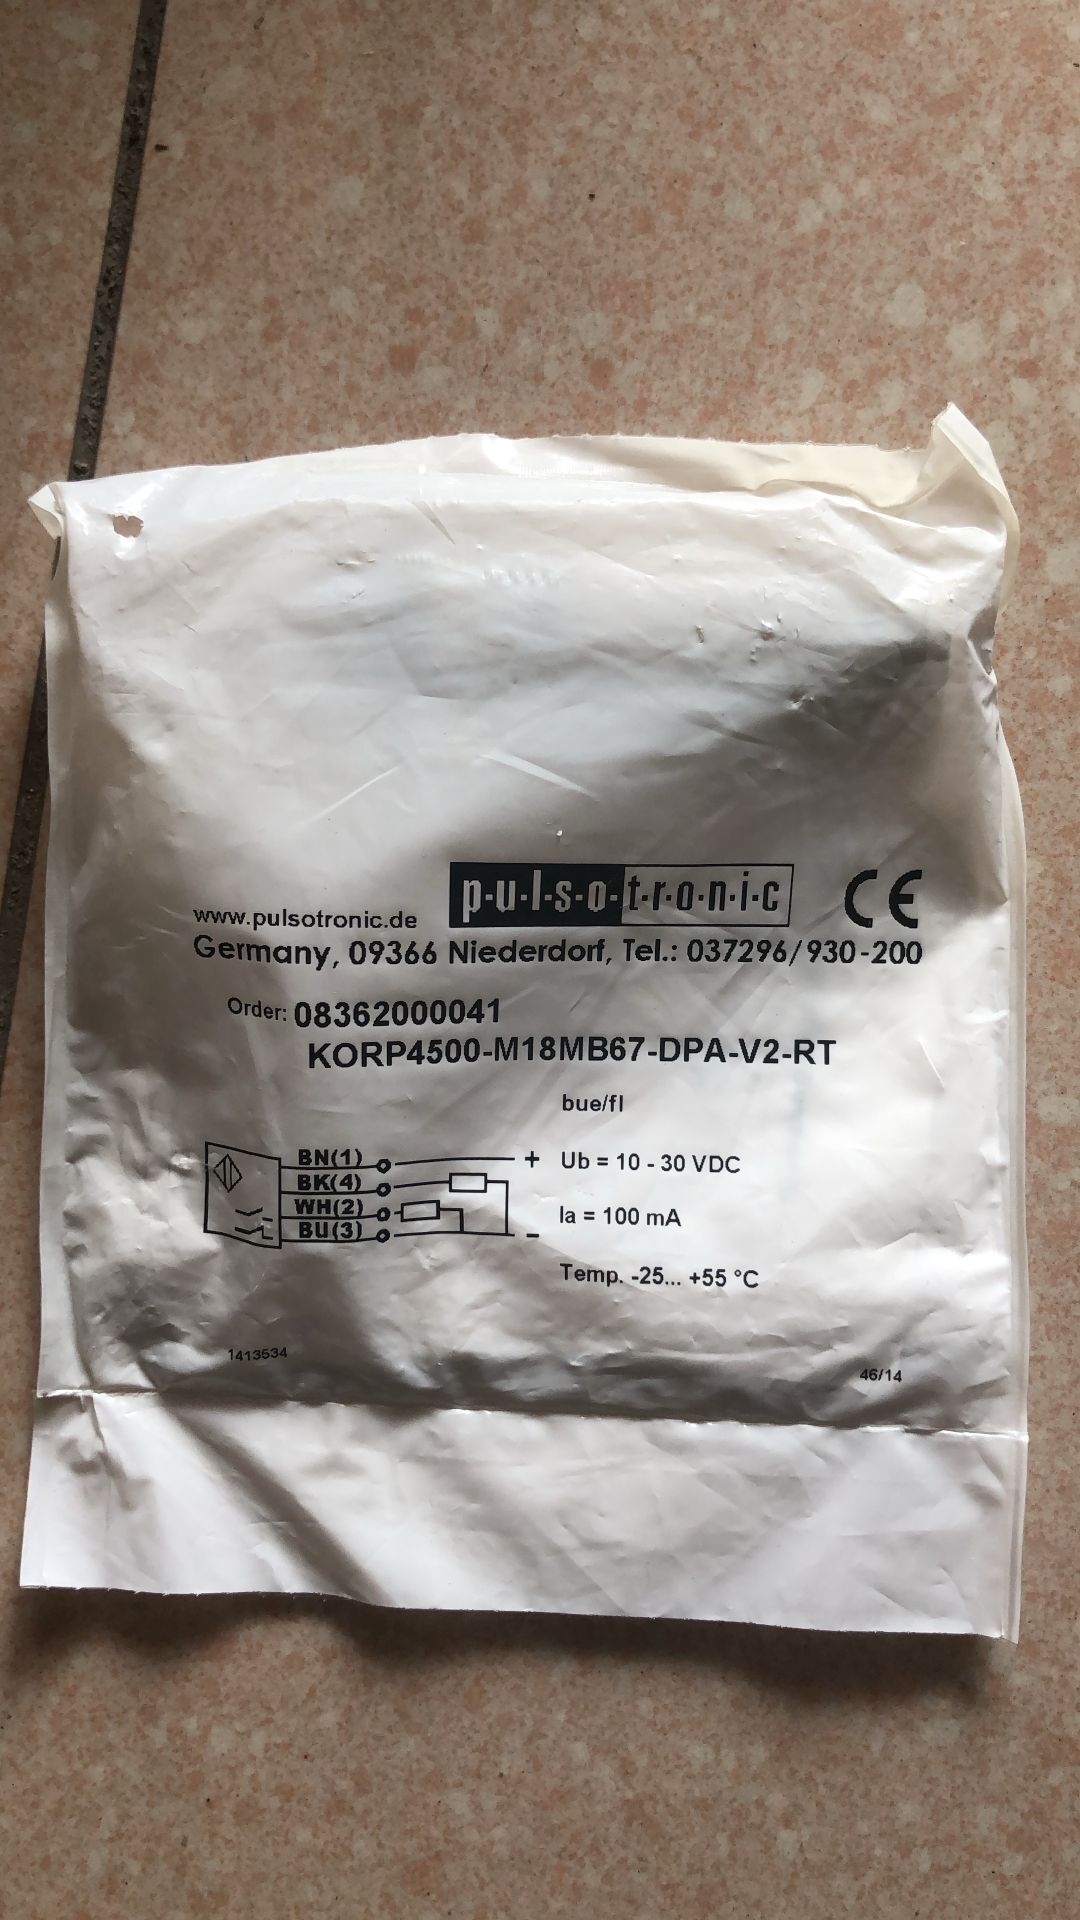 p·u·l·s·o·t·r·o·n·i·c CE
www.pulsotronic.de
Germany, 09366 Niederdorf, Tel.: 037296/930-200
Order: 08362000041
KORP4500-M18MB67-DPA-V2-RT
bue/fl
BN(1) + Ub = 10 - 30 VDC
BK(4)
WH(2) Ia = 100 mA
BU(3) -
Temp. -25... +55 °C
1413534
46/14